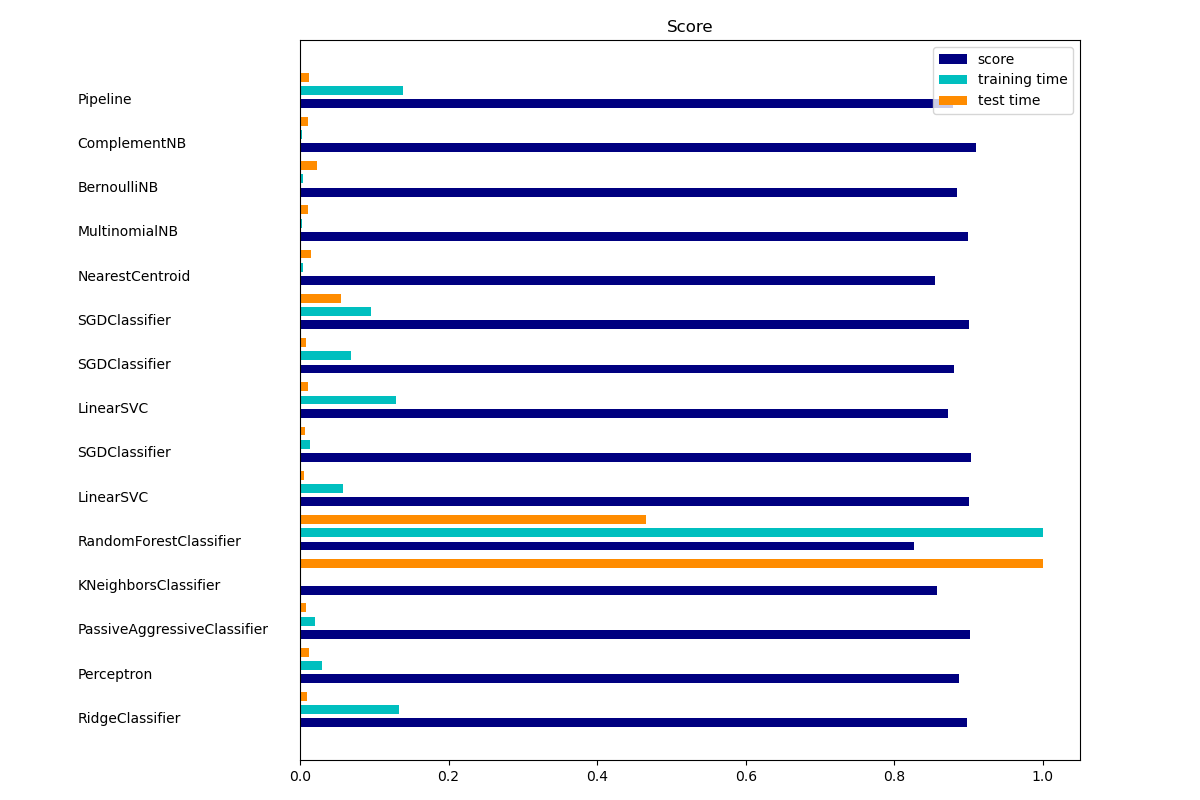 Score
score
training time
test time
Pipeline
ComplementNB
BernoulliNB
MultinomialNB
NearestCentroid
SGDClassifier
SGDClassifier
LinearSVC
SGDClassifier
LinearSVC
RandomForestClassifier
KNeighborsClassifier
PassiveAggressiveClassifier
Perceptron
RidgeClassifier
0.0 0.2 0.4 0.6 0.8 1.0